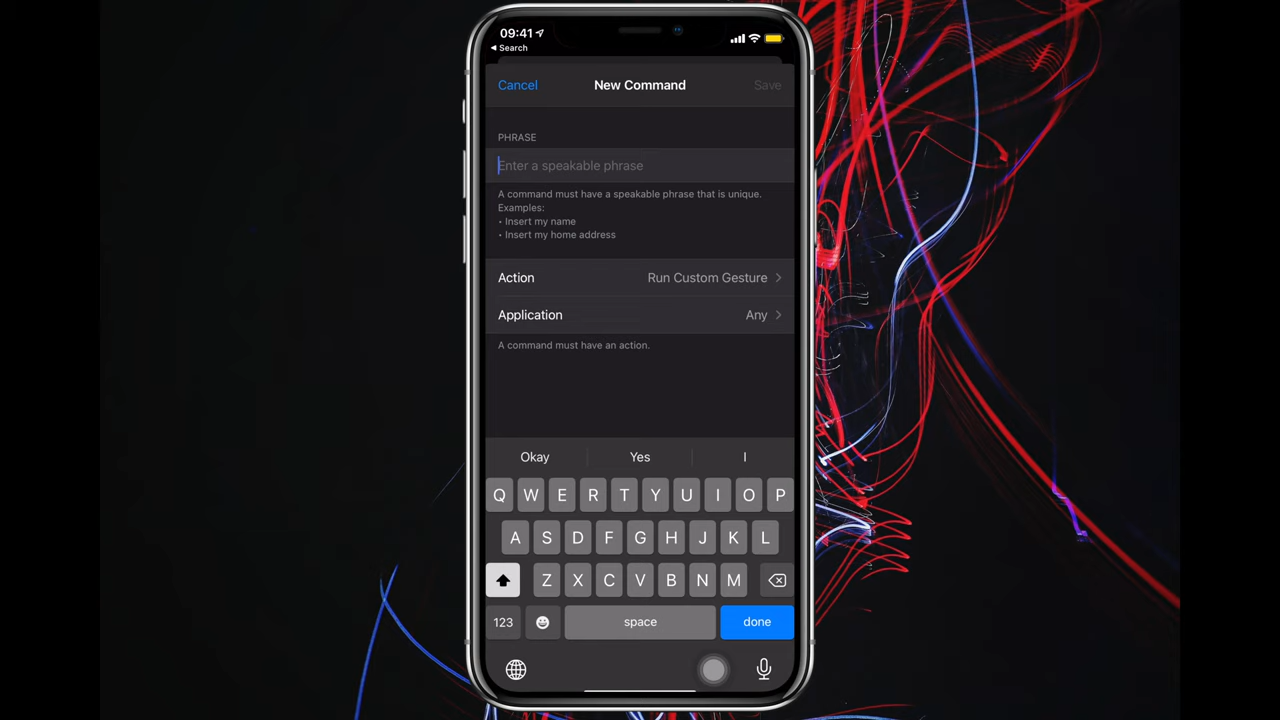 09:41
Search
Cancel New Command Save
PHRASE
Enter a speakable phrase
A command must have a speakable phrase that is unique.
Examples:
• Insert my name
• Insert my home address
Action Run Custom Gesture
Application Any
A command must have an action.
Okay Yes I
Q W E R T Y U I O P
A S D F G H J K L
Z X C V B N M
123 space done